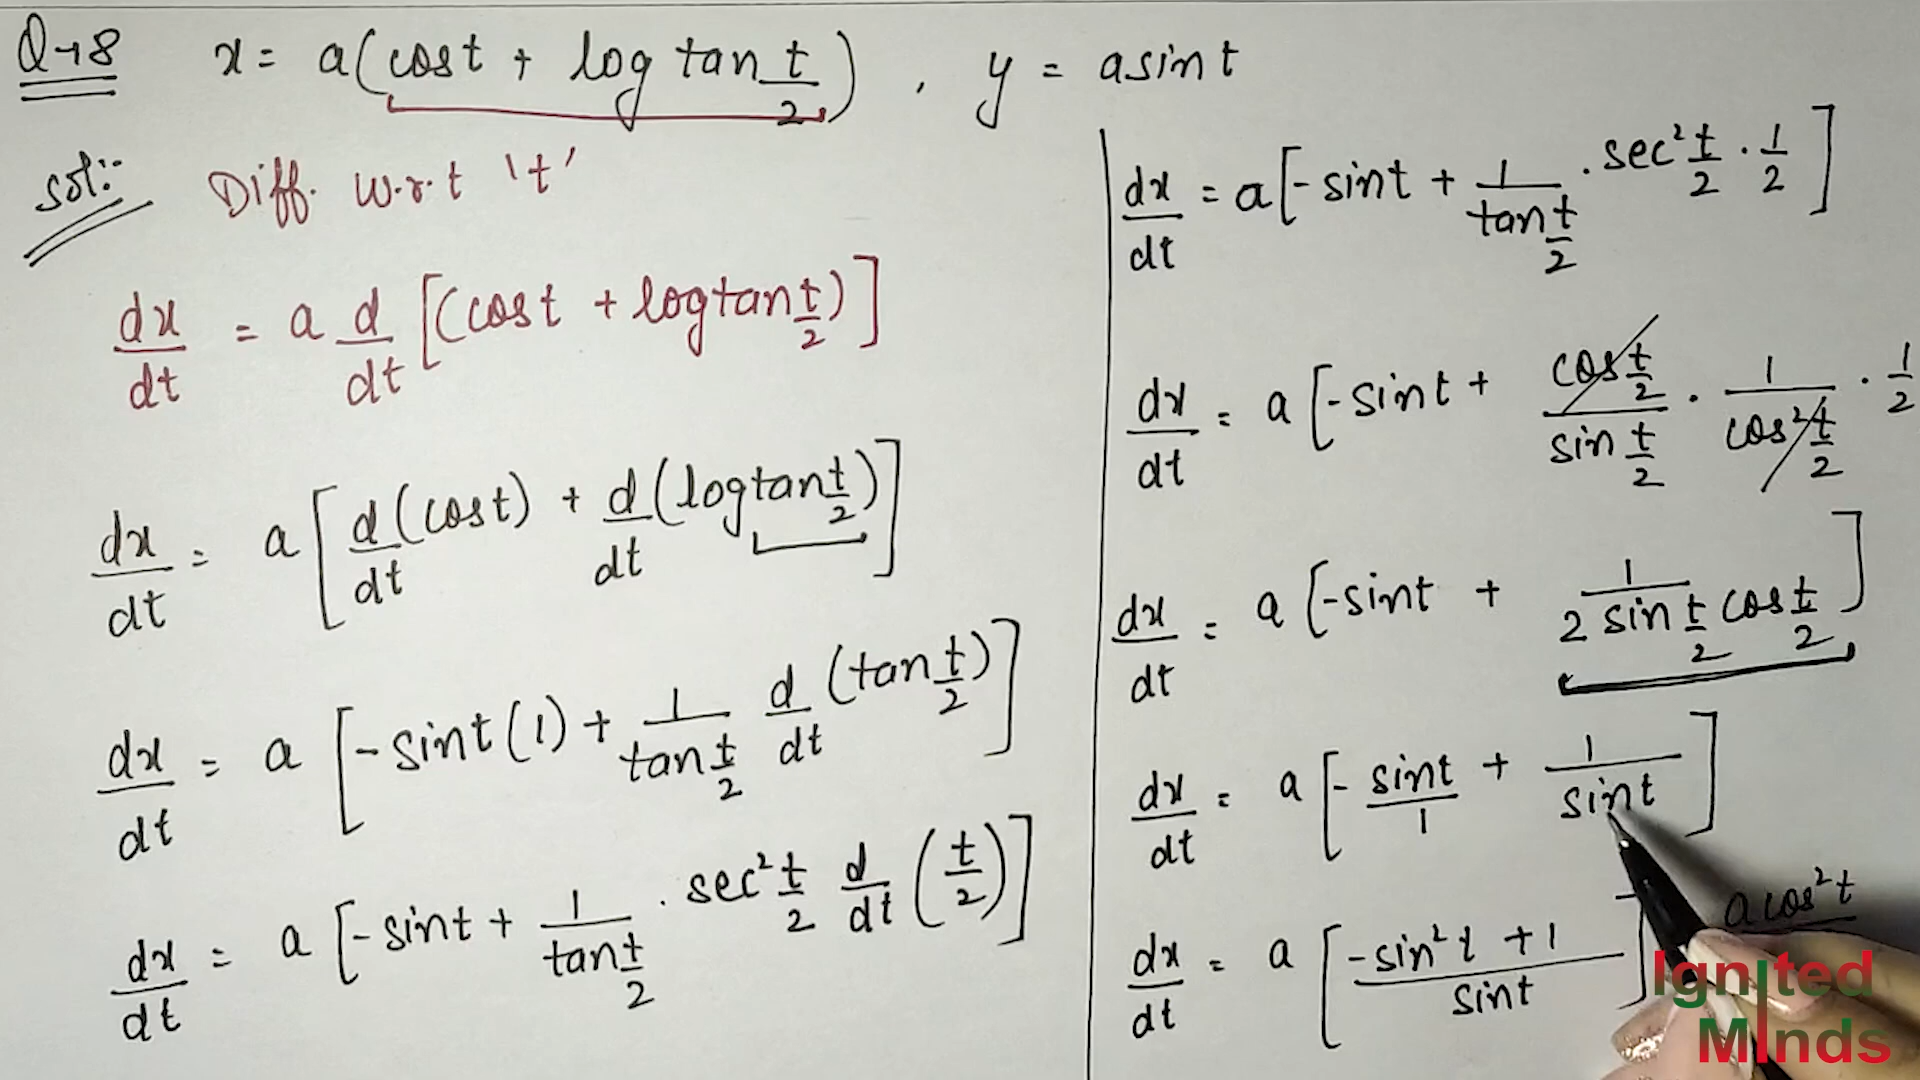 Q-18 x = a(cost + log tan t/2) , y = asint
Sol:- Diff. w.r.t 't'
dx/dt = a d/dt [(cost + logtan t/2)]
dx/dt = a [d/dt (cost) + d/dt (logtan t/2)]
dx/dt = a [-sint(1) + 1/tan t/2 d/dt (tan t/2)]
dx/dt = a [-sint + 1/tan t/2 . sec² t/2 d/dt (t/2)]
dx/dt = a [-sint + 1/tan t/2 . sec² t/2 . 1/2]
dx/dt = a [-sint + cos t/2 / sin t/2 . 1/cos² t/2 . 1/2
dx/dt = a [-sint + 1/2 sin t/2 cos t/2]
dx/dt = a [- sint/1 + 1/sint]
dx/dt = a [-sin²t + 1 / sint] a cos²t
Ignited
Minds